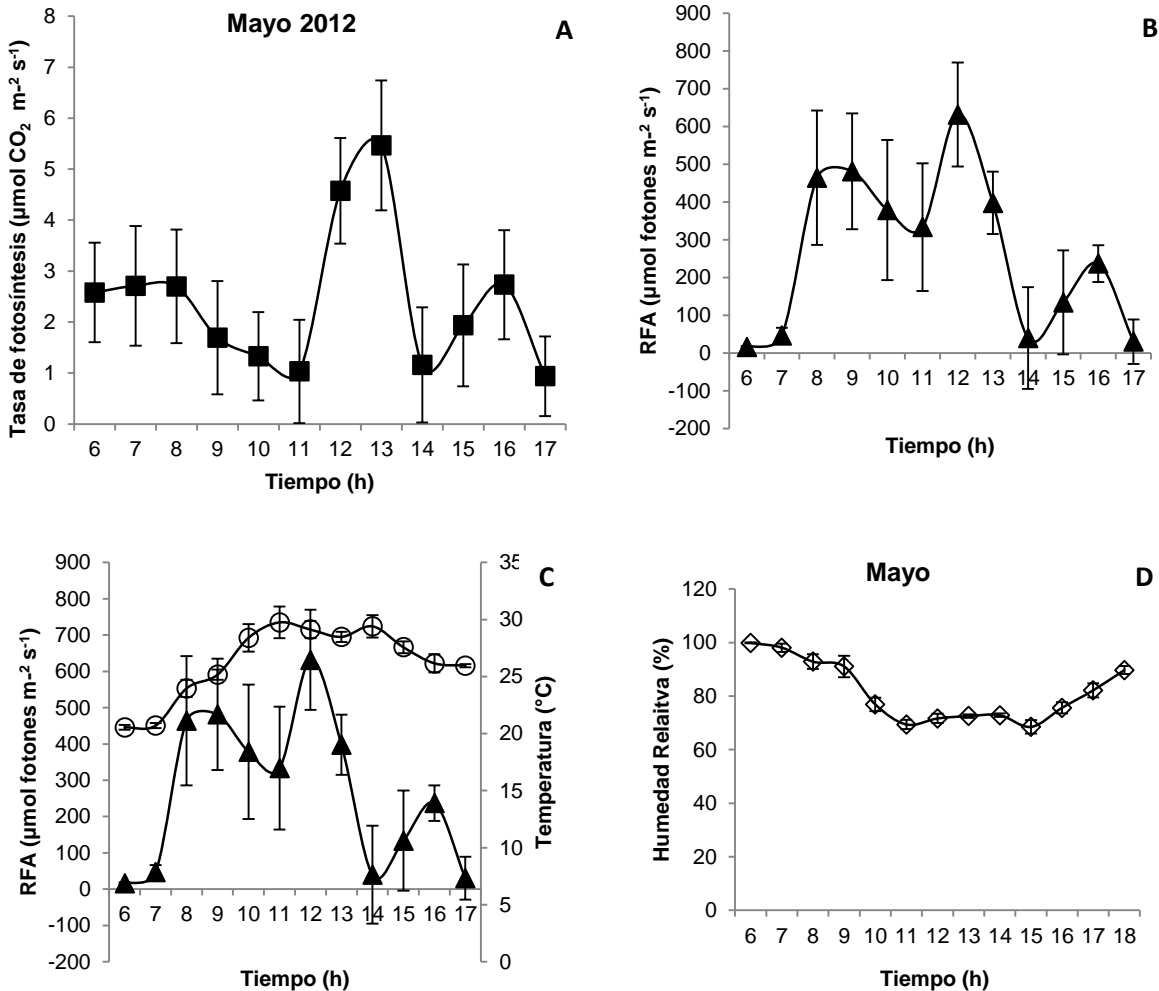 Mayo 2012
A
Tasa de fotosíntesis (µmol CO₂ m-² s-¹)
8
7
6
5
4
3
2
1
0
6 7 8 9 10 11 12 13 14 15 16 17
Tiempo (h)
B
RFA (µmol fotones m-² s-¹)
900
800
700
600
500
400
300
200
100
0
-100
-200
6 7 8 9 10 11 12 13 14 15 16 17
Tiempo (h)
C
RFA (µmol fotones m-² s-¹)
900
800
700
600
500
400
300
200
100
0
-100
-200
6 7 8 9 10 11 12 13 14 15 16 17
Tiempo (h)
35
30
25
20
15
10
5
0
Temperatura (°C)
Mayo
D
Humedad Relaitva (%)
120
100
80
60
40
20
0
6 7 8 9 10 11 12 13 14 15 16 17 18
Tiempo (h)